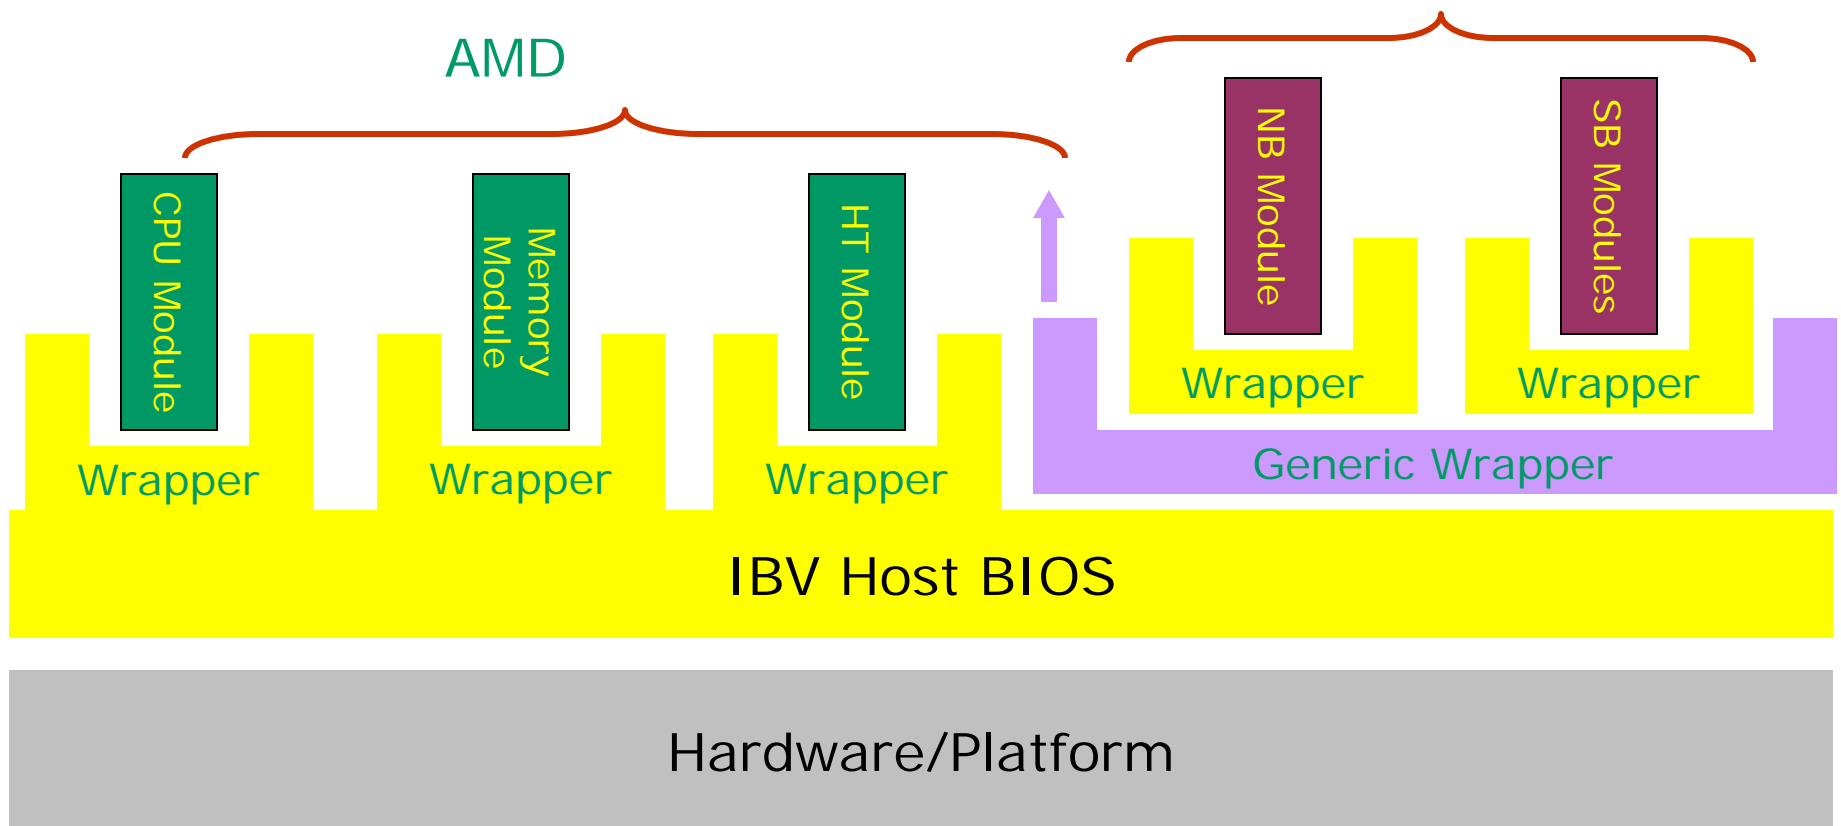 AMD
NB Module
SB Modules
CPU Module
Memory
Module
HT Module
Wrapper
Wrapper
Wrapper
Wrapper
Wrapper
Generic Wrapper
IBV Host BIOS
Hardware/Platform